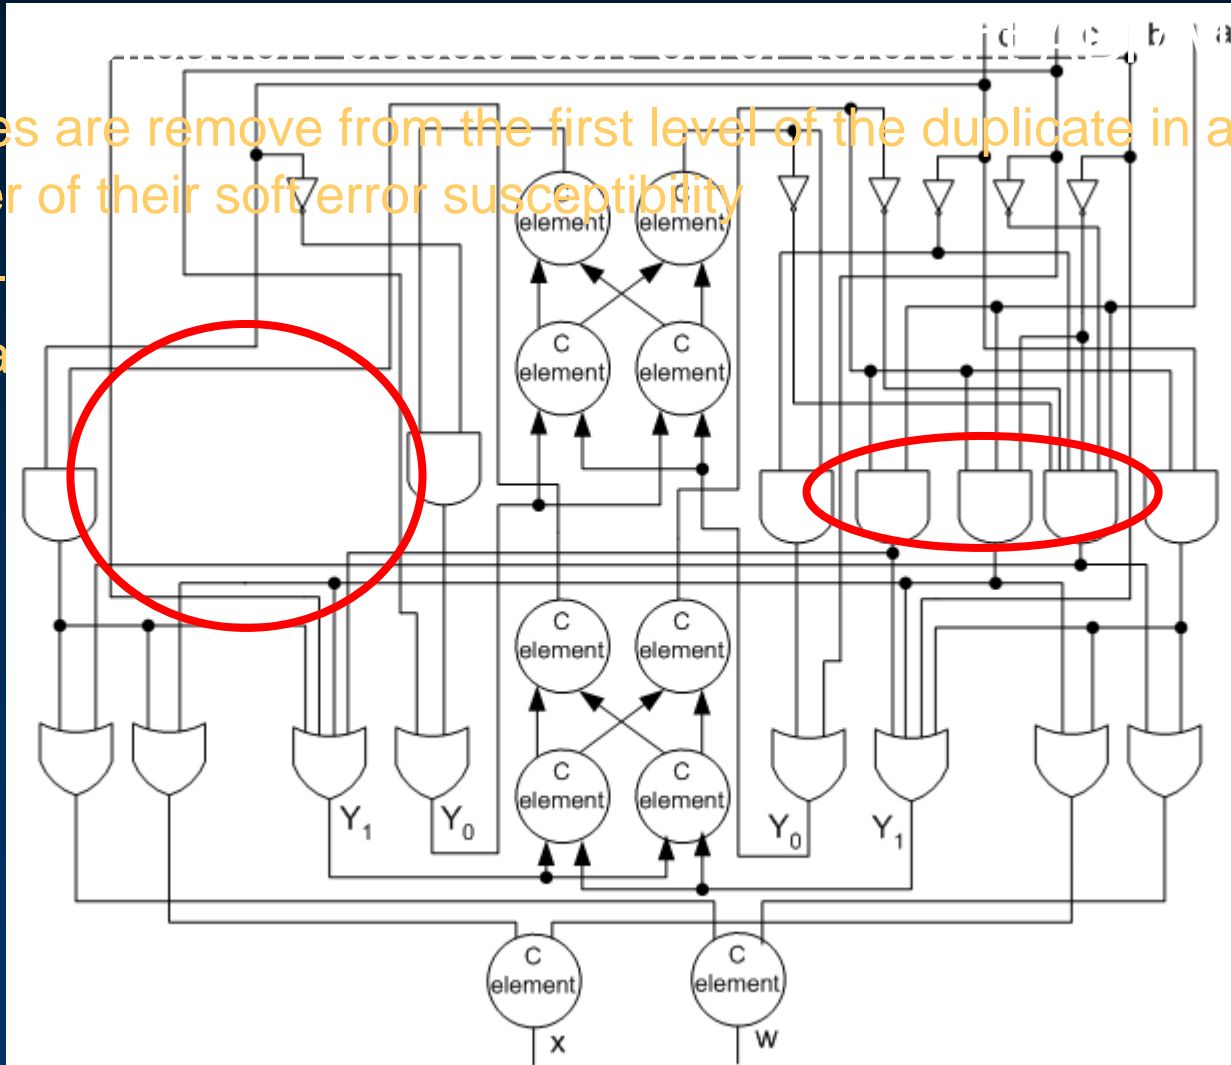 d c b a
es are remove from the first level of the duplicate in a
er of their soft error susceptibility
C element C element
C element C element
C element C element
C element C element
Y0 Y1
Y1 Y0
C element C element
x w